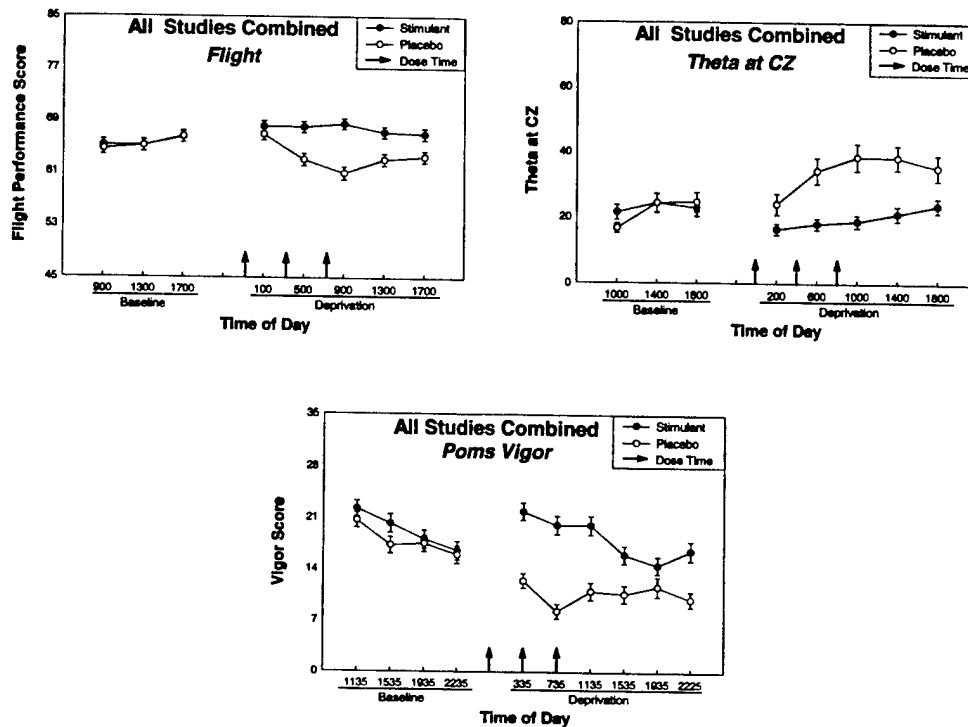 All Studies Combined
Flight
Stimulant
Placebo
Dose Time
85
77
69
61
53
45
Flight Performance Score
900 1300 1700 100 500 900 1300 1700
Baseline Deprivation
Time of Day
All Studies Combined
Theta at CZ
Stimulant
Placebo
Dose Time
80
60
40
20
0
Theta at CZ
1000 1400 1800 200 600 1000 1400 1800
Baseline Deprivation
Time of Day
All Studies Combined
Poms Vigor
Stimulant
Placebo
Dose Time
36
28
21
14
7
0
Vigor Score
1135 1535 1935 2235 335 735 1135 1535 1935 2225
Baseline Deprivation
Time of Day